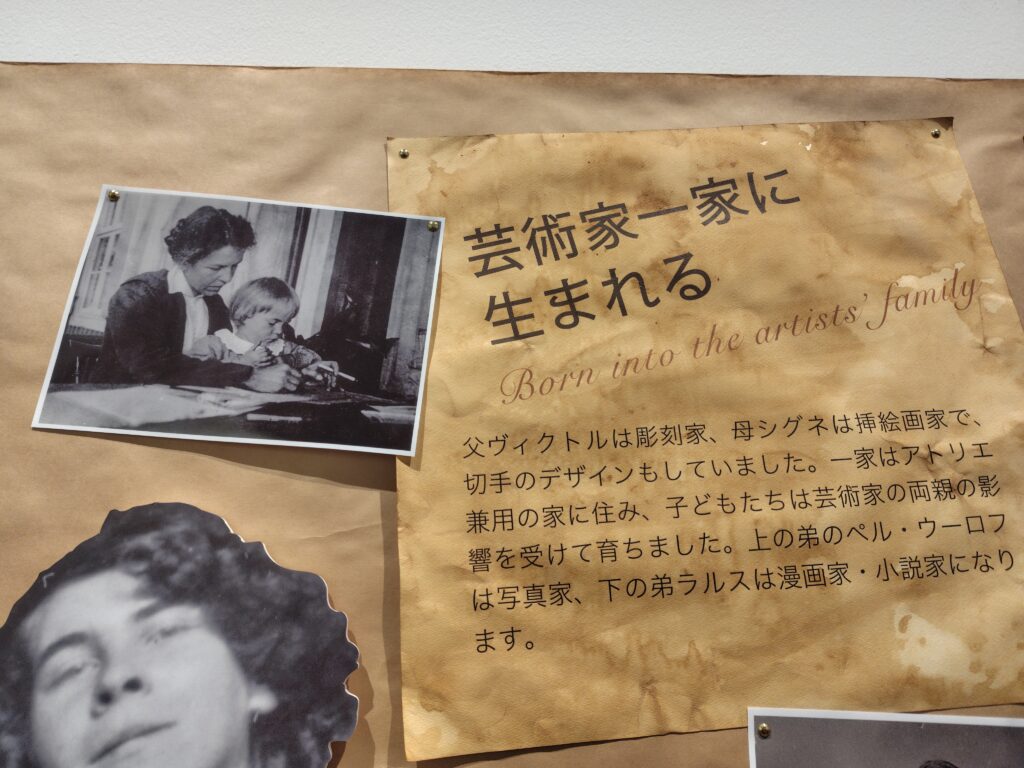 芸術家一家に
生まれる
Born into the artists' family
父ヴィクトルは彫刻家、母シグネは挿絵画家で、
切手のデザインもしていました。一家はアトリエ
兼用の家に住み、子どもたちは芸術家の両親の影
響を受けて育ちました。上の弟のペル・ウーロフ
は写真家、下の弟ラルスは漫画家・小説家になり
ます。